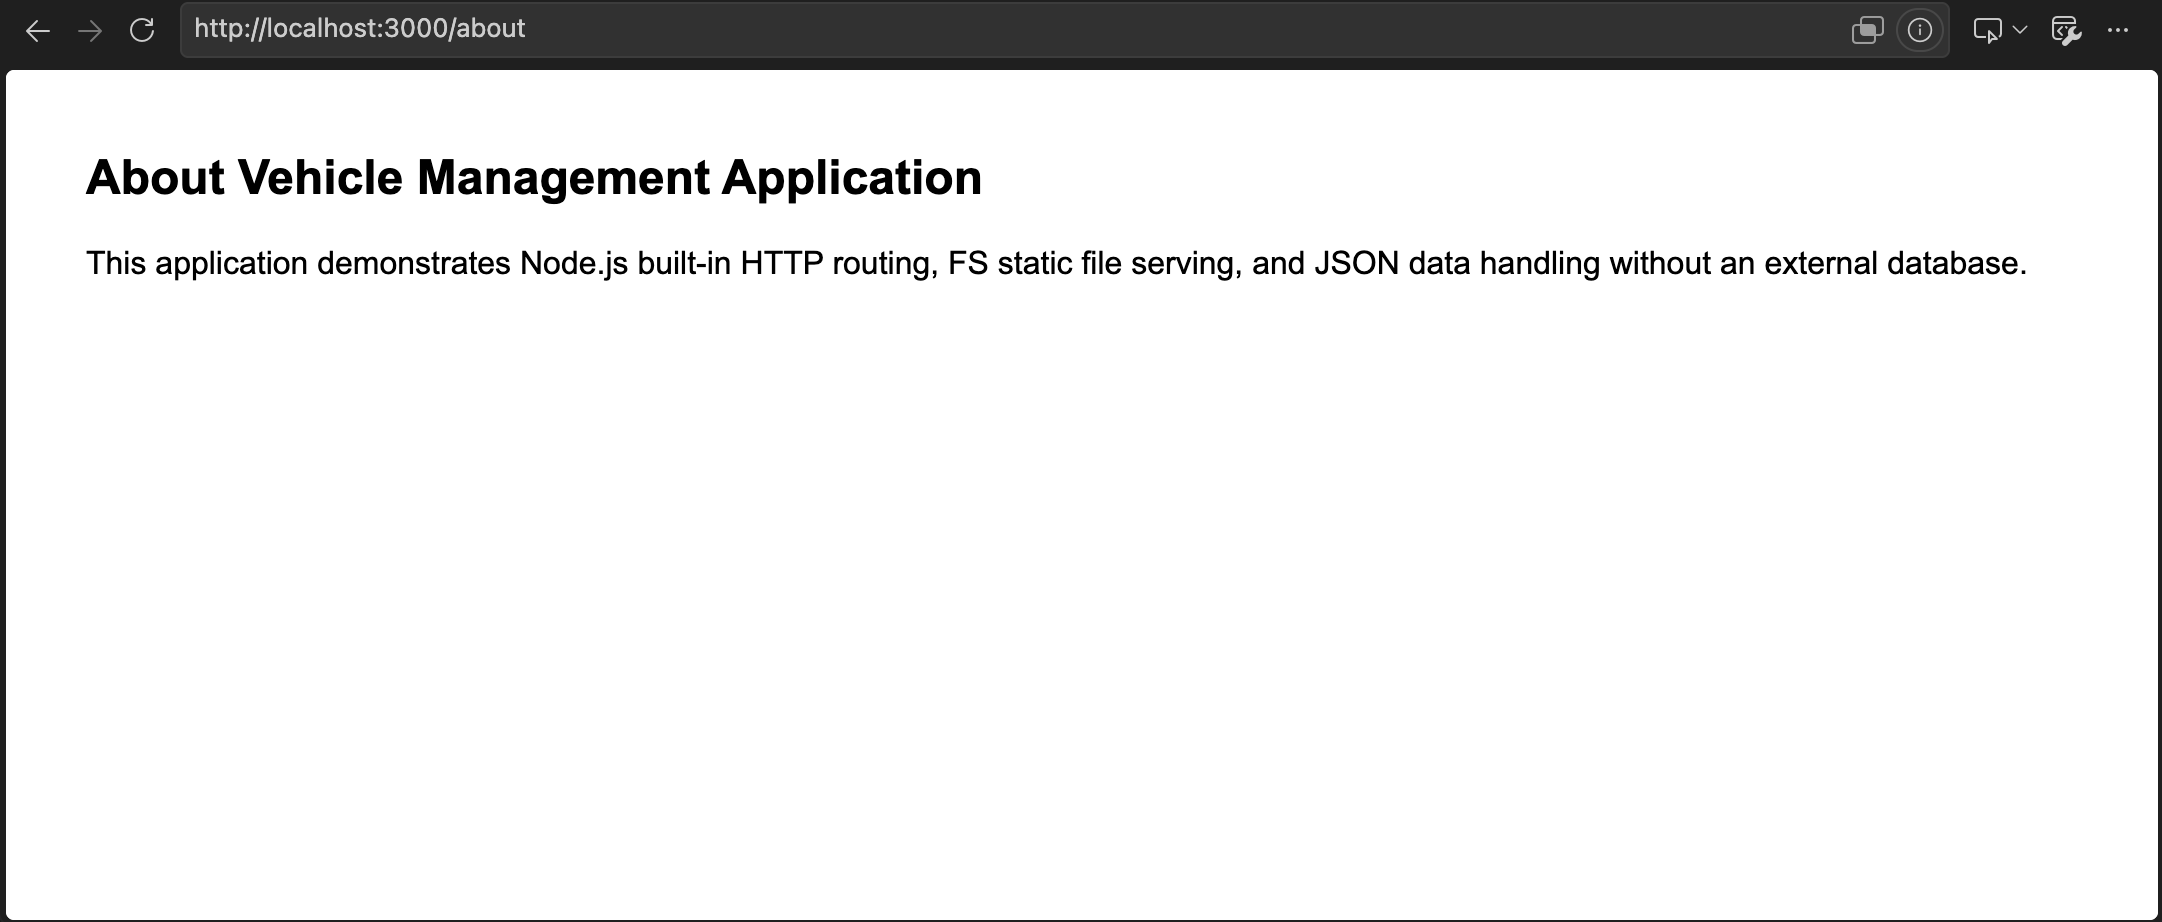 http://localhost:3000/about
About Vehicle Management Application
This application demonstrates Node.js built-in HTTP routing, FS static file serving, and JSON data handling without an external database.